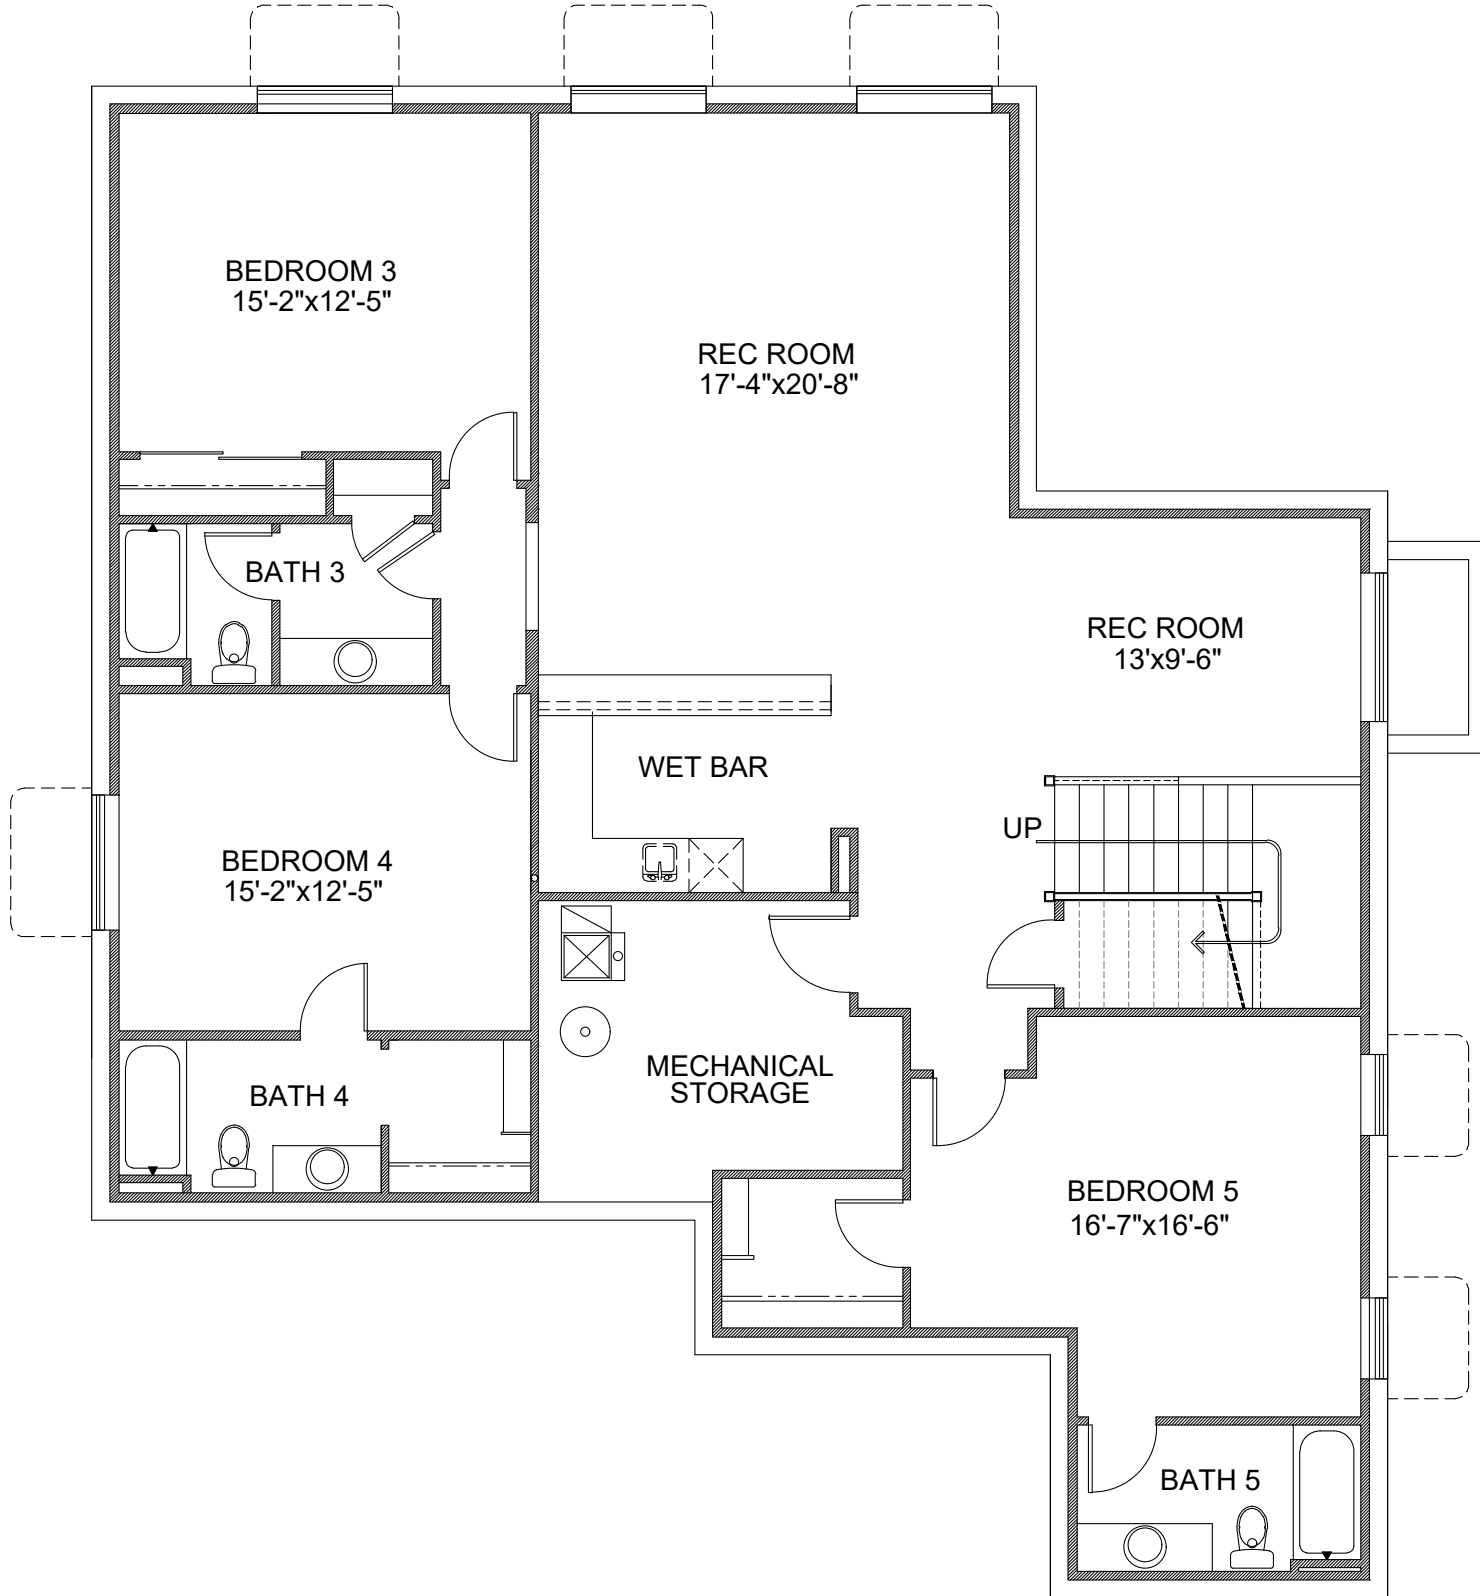 BEDROOM 3
15'-2"x12'-5"
REC ROOM
17'-4"x20'-8"
BATH 3
REC ROOM
13'x9'-6"
WET BAR
UP
BEDROOM 4
15'-2"x12'-5"
MECHANICAL
STORAGE
BATH 4
BEDROOM 5
16'-7"x16'-6"
BATH 5